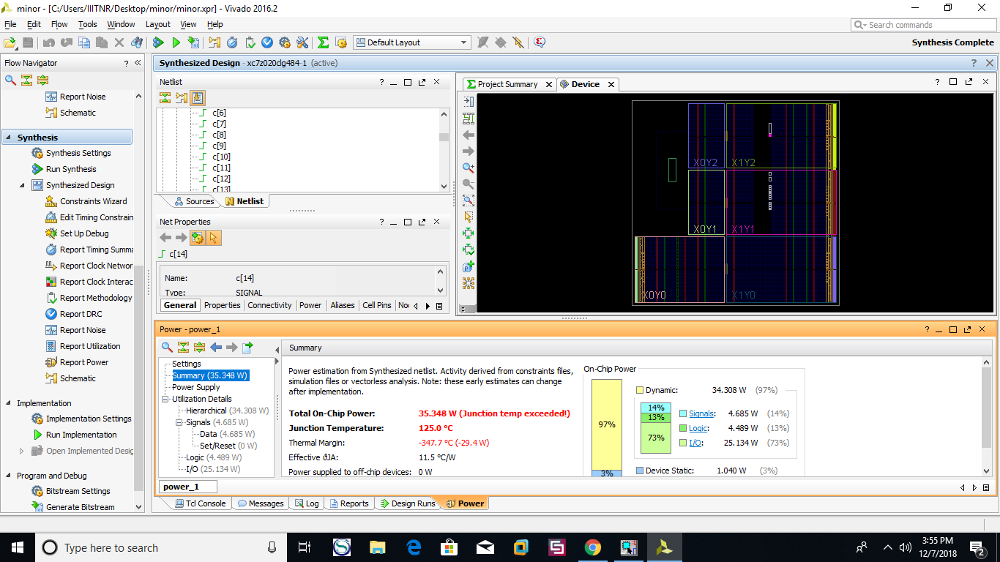 minor - [C:/Users/IIITNR/Desktop/minor/minor.xpr] - Vivado 2016.2
File Edit Flow Tools Window Layout View Help
Search commands
Default Layout
Synthesis Complete
Flow Navigator
Report Noise
Schematic
Synthesis
Synthesis Settings
Run Synthesis
Synthesized Design
Constraints Wizard
Edit Timing Constrain
Set Up Debug
Report Timing Summa
Report Clock Networ
Report Clock Interac
Report Methodology
Report DRC
Report Noise
Report Utilization
Report Power
Schematic
Implementation
Implementation Settings
Run Implementation
Open Implemented Desig
Program and Debug
Bitstream Settings
Generate Bitstream
Synthesized Design - xc7z020clg484-1 (active)
Netlist
c[6]
c[7]
c[8]
c[9]
c[10]
c[11]
c[12]
c[13]
Sources Netlist
Net Properties
c[14]
Name: c[14]
Type: SIGNAL
General Properties Connectivity Power Aliases Cell Pins Noc
Project Summary Device
X0Y2 X1Y2
X0Y1 X1Y1
X0Y0 X1Y0
Power - power_1
Settings
Summary (35.348 W)
Power Supply
Utilization Details
Hierarchical (34.308 W)
Signals (4.685 W)
Data (4.685 W)
Set/Reset (0 W)
Logic (4.489 W)
I/O (25.134 W)
power_1
Summary
Power estimation from Synthesized netlist. Activity derived from constraints files,
simulation files or vectorless analysis. Note: these early estimates can change
after implementation.
Total On-Chip Power: 35.348 W (Junction temp exceeded!)
Junction Temperature: 125.0 °C
Thermal Margin: -347.7 °C (-29.4 W)
Effective ϑJA: 11.5 °C/W
Power supplied to off-chip devices: 0 W
On-Chip Power
97%
3%
Dynamic: 34.308 W (97%)
14%
13%
73%
Signals: 4.685 W (14%)
Logic: 4.489 W (13%)
I/O: 25.134 W (73%)
Device Static: 1.040 W (3%)
Tcl Console Messages Log Reports Design Runs Power
Type here to search
3:55 PM
12/7/2018
2